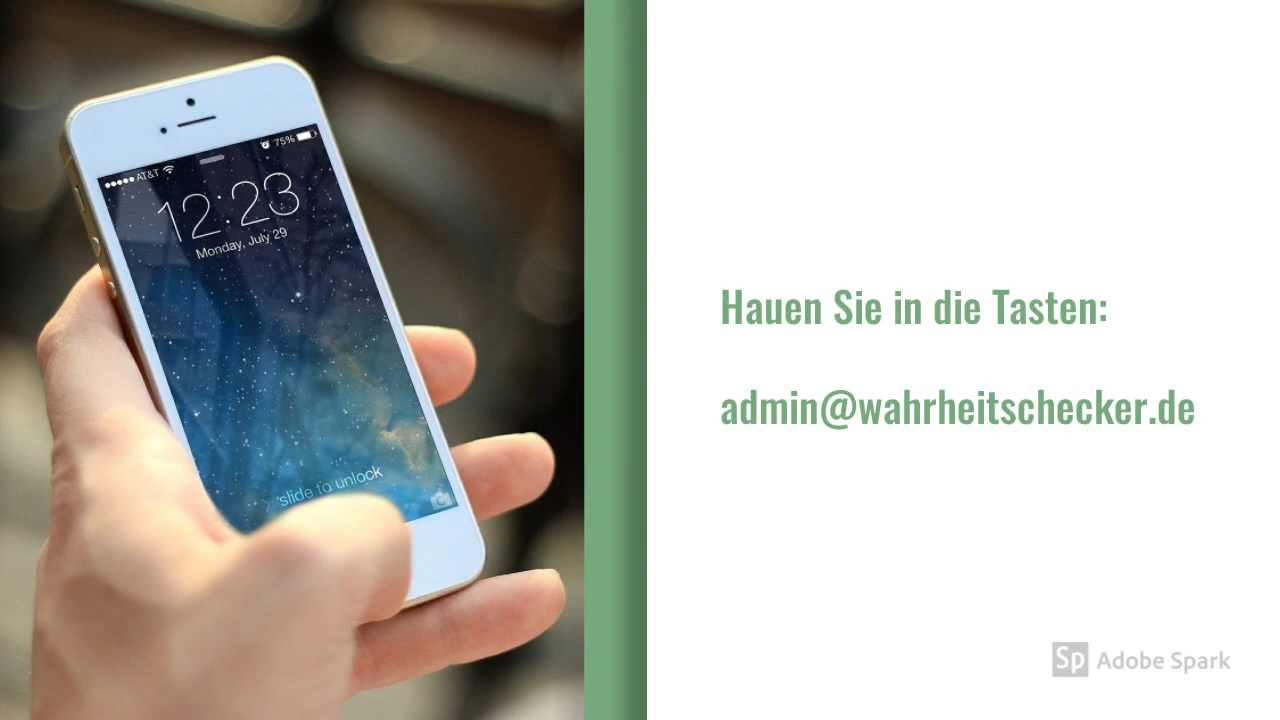 AT&T 75%
12:23
Monday, July 29
slide to unlock
Hauen Sie in die Tasten:
admin@wahrheitschecker.de
Sp Adobe Spark